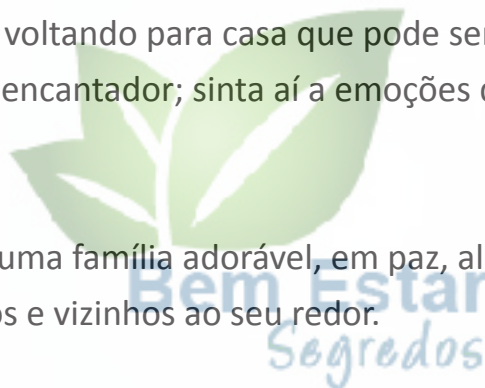 voltando para casa que pode ser
encantador; sinta aí a emoções
uma família adorável, em paz, al
os e vizinhos ao seu redor.
Bem Estar
Segredos